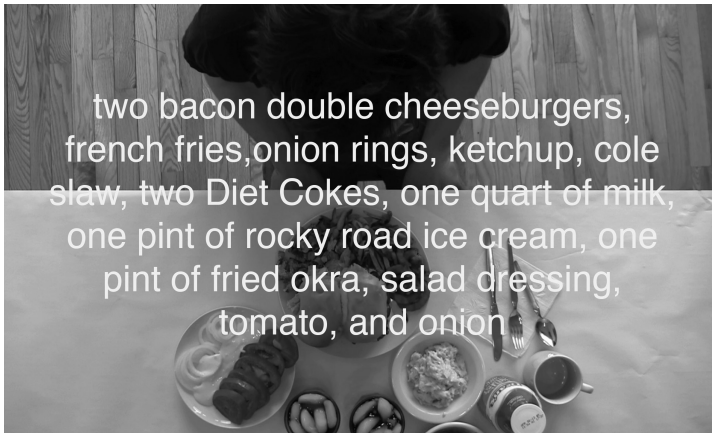 two bacon double cheeseburgers,
french fries,onion rings, ketchup, cole
slaw, two Diet Cokes, one quart of milk,
one pint of rocky road ice cream, one
pint of fried okra, salad dressing,
tomato, and onion